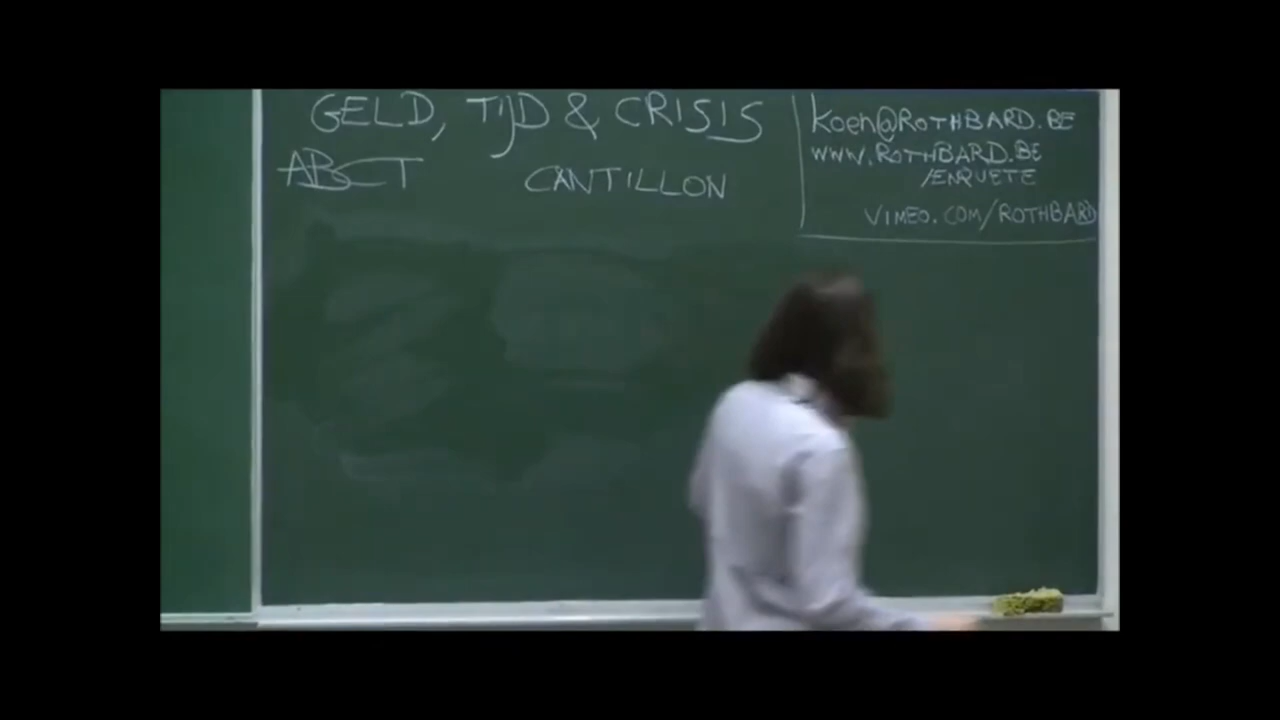 GELD, TIJD & CRISIS
ABCT
CANTILLON
koen@ROTHBARD.BE
WWW.ROTHBARD.BE
/ENQUETE
VIMEO.COM/ROTHBARD